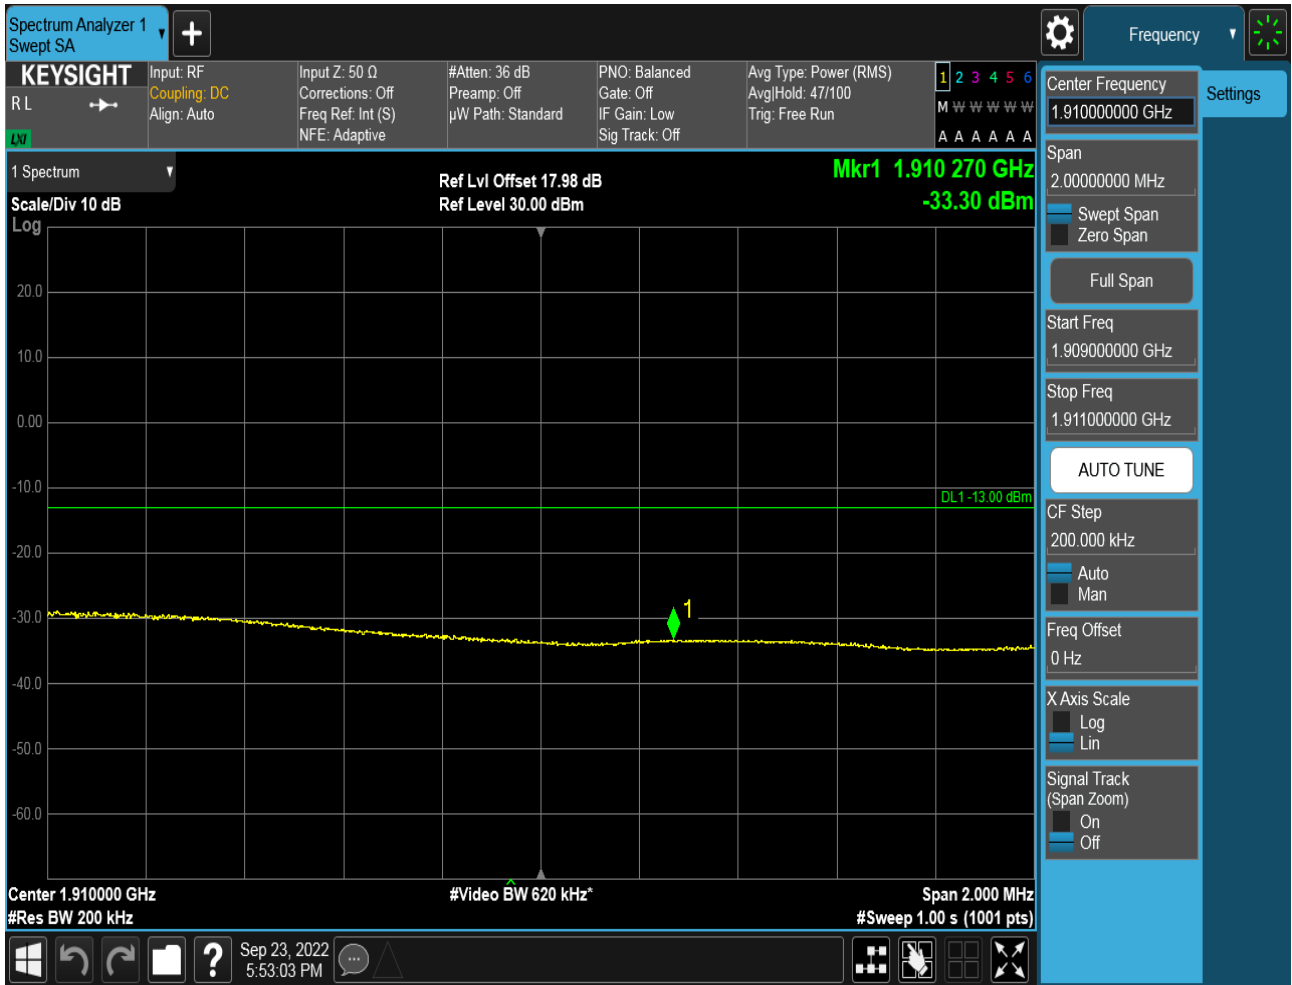 Spectrum Analyzer 1
Swept SA
Frequency
KEYSIGHT
R L
LXI
Input: RF
Coupling: DC
Align: Auto
Input Z: 50 Ω
Corrections: Off
Freq Ref: Int (S)
NFE: Adaptive
#Atten: 36 dB
Preamp: Off
µW Path: Standard
PNO: Balanced
Gate: Off
IF Gain: Low
Sig Track: Off
Avg Type: Power (RMS)
Avg|Hold: 47/100
Trig: Free Run
1 2 3 4 5 6
M W W W W W
A A A A A A
1 Spectrum
Scale/Div 10 dB
Log
Ref Lvl Offset 17.98 dB
Ref Level 30.00 dBm
Mkr1 1.910 270 GHz
-33.30 dBm
20.0
10.0
0.00
-10.0
-20.0
-30.0
-40.0
-50.0
-60.0
DL1 -13.00 dBm
1
Center 1.910000 GHz
#Res BW 200 kHz
#Video BW 620 kHz*
Span 2.000 MHz
#Sweep 1.00 s (1001 pts)
Sep 23, 2022
5:53:03 PM
Center Frequency
1.910000000 GHz
Settings
Span
2.00000000 MHz
Swept Span
Zero Span
Full Span
Start Freq
1.909000000 GHz
Stop Freq
1.911000000 GHz
AUTO TUNE
CF Step
200.000 kHz
Auto
Man
Freq Offset
0 Hz
X Axis Scale
Log
Lin
Signal Track
(Span Zoom)
On
Off